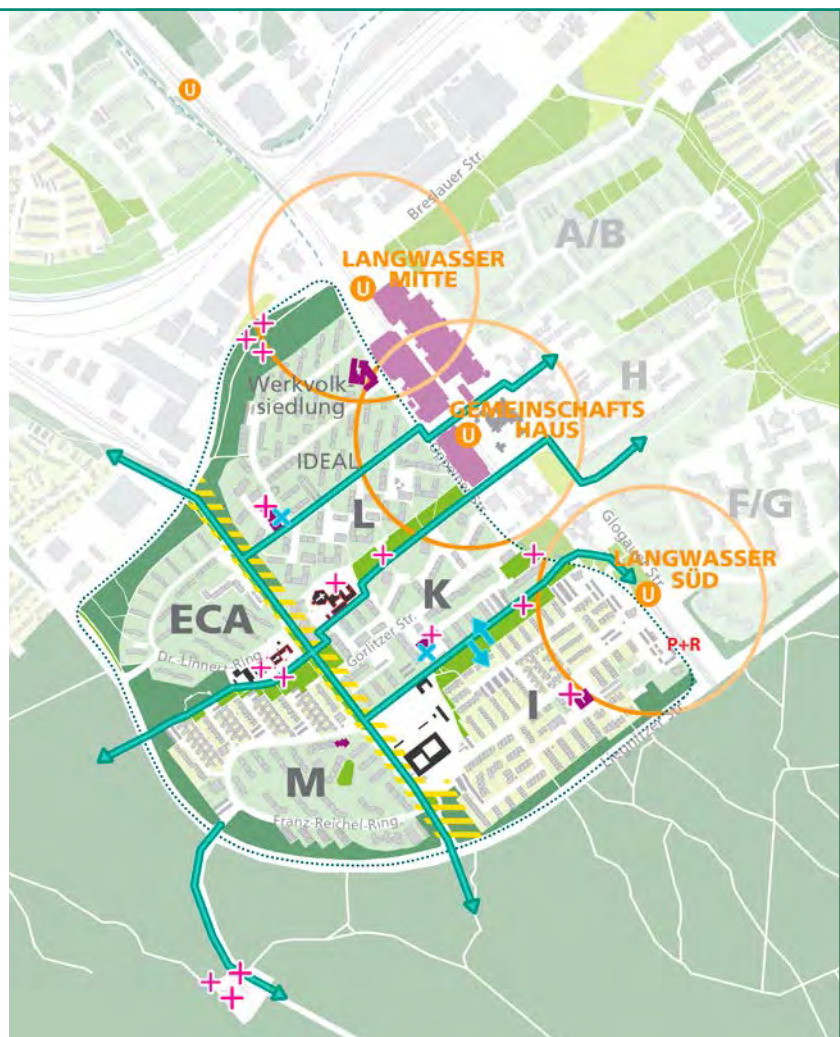 U
Breslauer Str.
A/B
LANGWASSER
MITTE
U
Werkvolk-
siedlung
H
GEMEINSCHAFTS
HAUS
U
IDEAL
L
F/G
Glogauer Str.
LANGWASSER
SÜD
U
K
ECA
Görlitzer Str.
P+R
Dr.-Linnert-Ring
I
M
Franz-Reichel-Ring